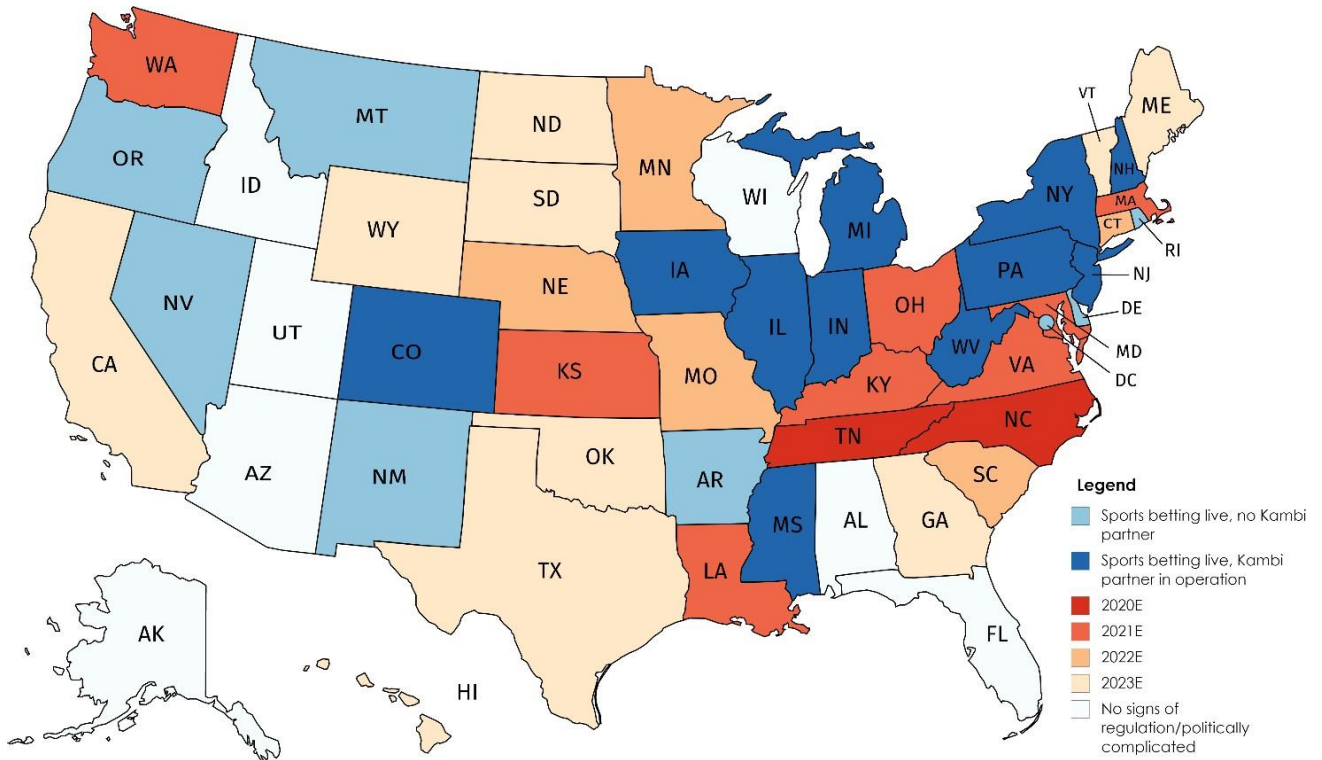 WA
MT
ND
MN
VT
ME
OR
ID
SD
WI
NH
NY
MA
WY
MI
CT
RI
IA
PA
NE
NJ
NV
OH
DE
UT
IL
IN
CO
WV
MD
CA
KS
MO
KY
VA
DC
TN
NC
OK
AZ
NM
AR
SC
MS
AL
GA
TX
LA
AK
HI
FL
Legend
Sports betting live, no Kambi
partner
Sports betting live, Kambi
partner in operation
2020E
2021E
2022E
2023E
No signs of
regulation/politically
complicated